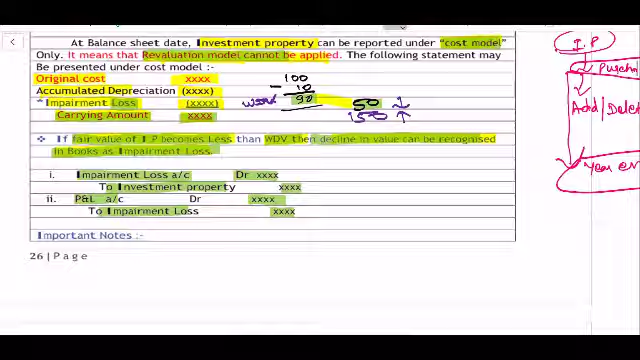 At Balance sheet date, Investment property can be reported under "cost model"
Only. It means that Revaluation model cannot be applied. The following statement may
Be presented under cost model :-
Original cost xxxx
Accumulated Depreciation (xxxx)
*Impairment Loss (xxxx)
Carrying Amount xxxx
100
- 10
90
50 ↓
150 ↑
If fair value of I.P becomes Less than WDV then decline in value can be recognised
in Books as Impairment Loss.
i. Impairment Loss a/c Dr xxxx
To Investment property xxxx
ii. P&L a/c Dr xxxx
To Impairment Loss xxxx
Important Notes :-
26 | P a g e
I.P
Add / Delet
Year en